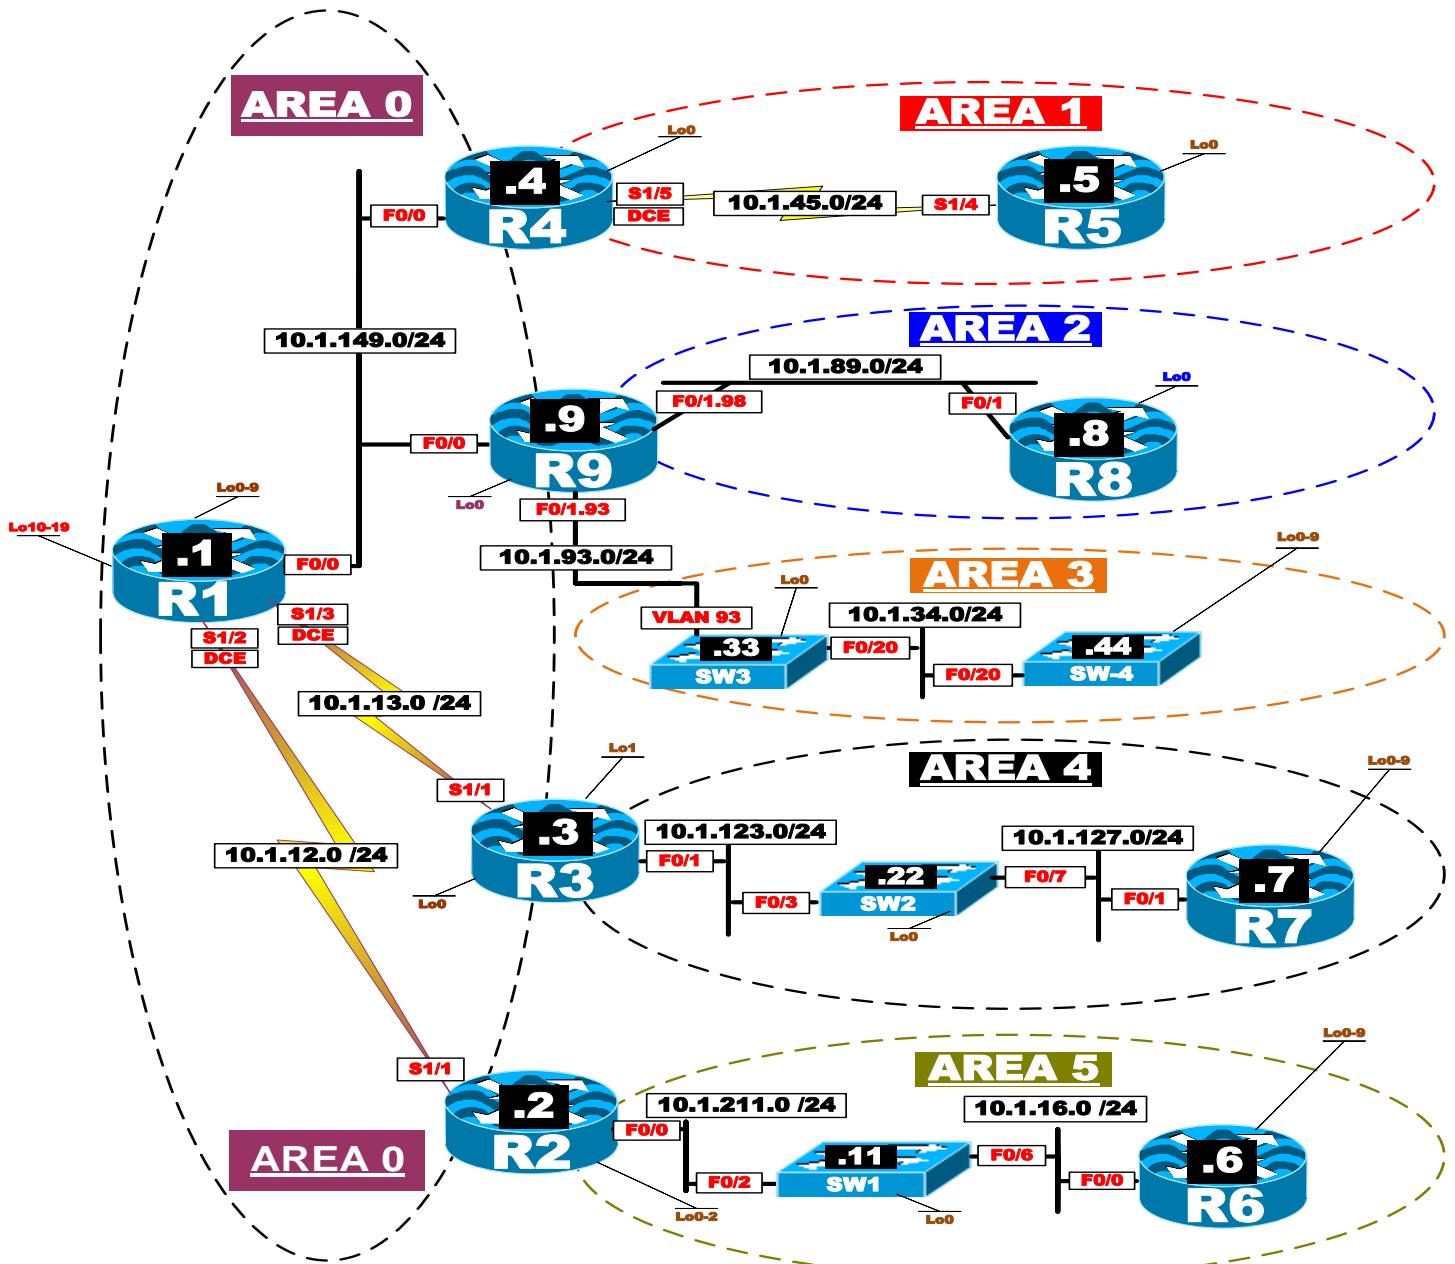 AREA 0
AREA 1
Lo0
Lo0
.4
R4
F0/0
S1/5
DCE
10.1.45.0/24
S1/4
.5
R5
10.1.149.0/24
AREA 2
10.1.89.0/24
Lo0
F0/1.98
F0/1
.9
R9
F0/0
.8
R8
Lo0
F0/1.93
10.1.93.0/24
Lo0-9
Lo10-19
.1
R1
F0/0
S1/3
DCE
S1/2
DCE
AREA 3
Lo0-9
Lo0
VLAN 93
10.1.34.0/24
.33
SW3
F0/20
F0/20
.44
SW-4
10.1.13.0 /24
S1/1
Lo1
AREA 4
Lo0-9
.3
R3
Lo0
10.1.123.0/24
F0/1
F0/3
.22
SW2
Lo0
10.1.127.0/24
F0/7
F0/1
.7
R7
10.1.12.0 /24
S1/1
AREA 0
.2
R2
Lo0-2
AREA 5
Lo0-9
10.1.211.0 /24
F0/0
F0/2
.11
SW1
Lo0
10.1.16.0 /24
F0/6
F0/0
.6
R6